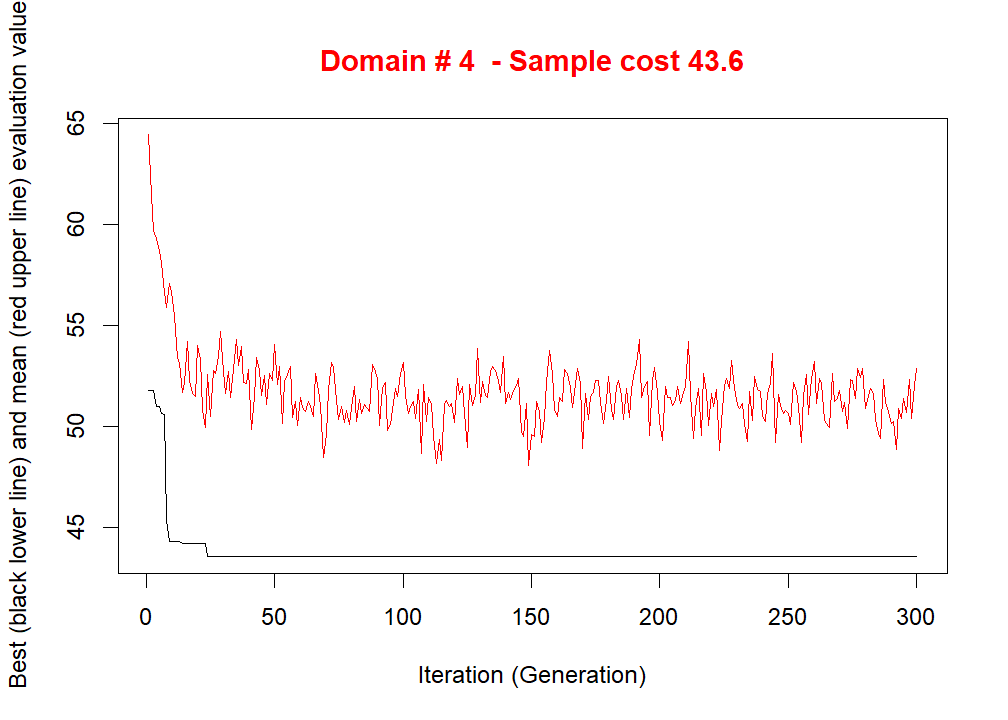 Domain # 4  - Sample cost 43.6
Best (black lower line) and mean (red upper line) evaluation value
65
60
55
50
45
0 50 100 150 200 250 300
Iteration (Generation)